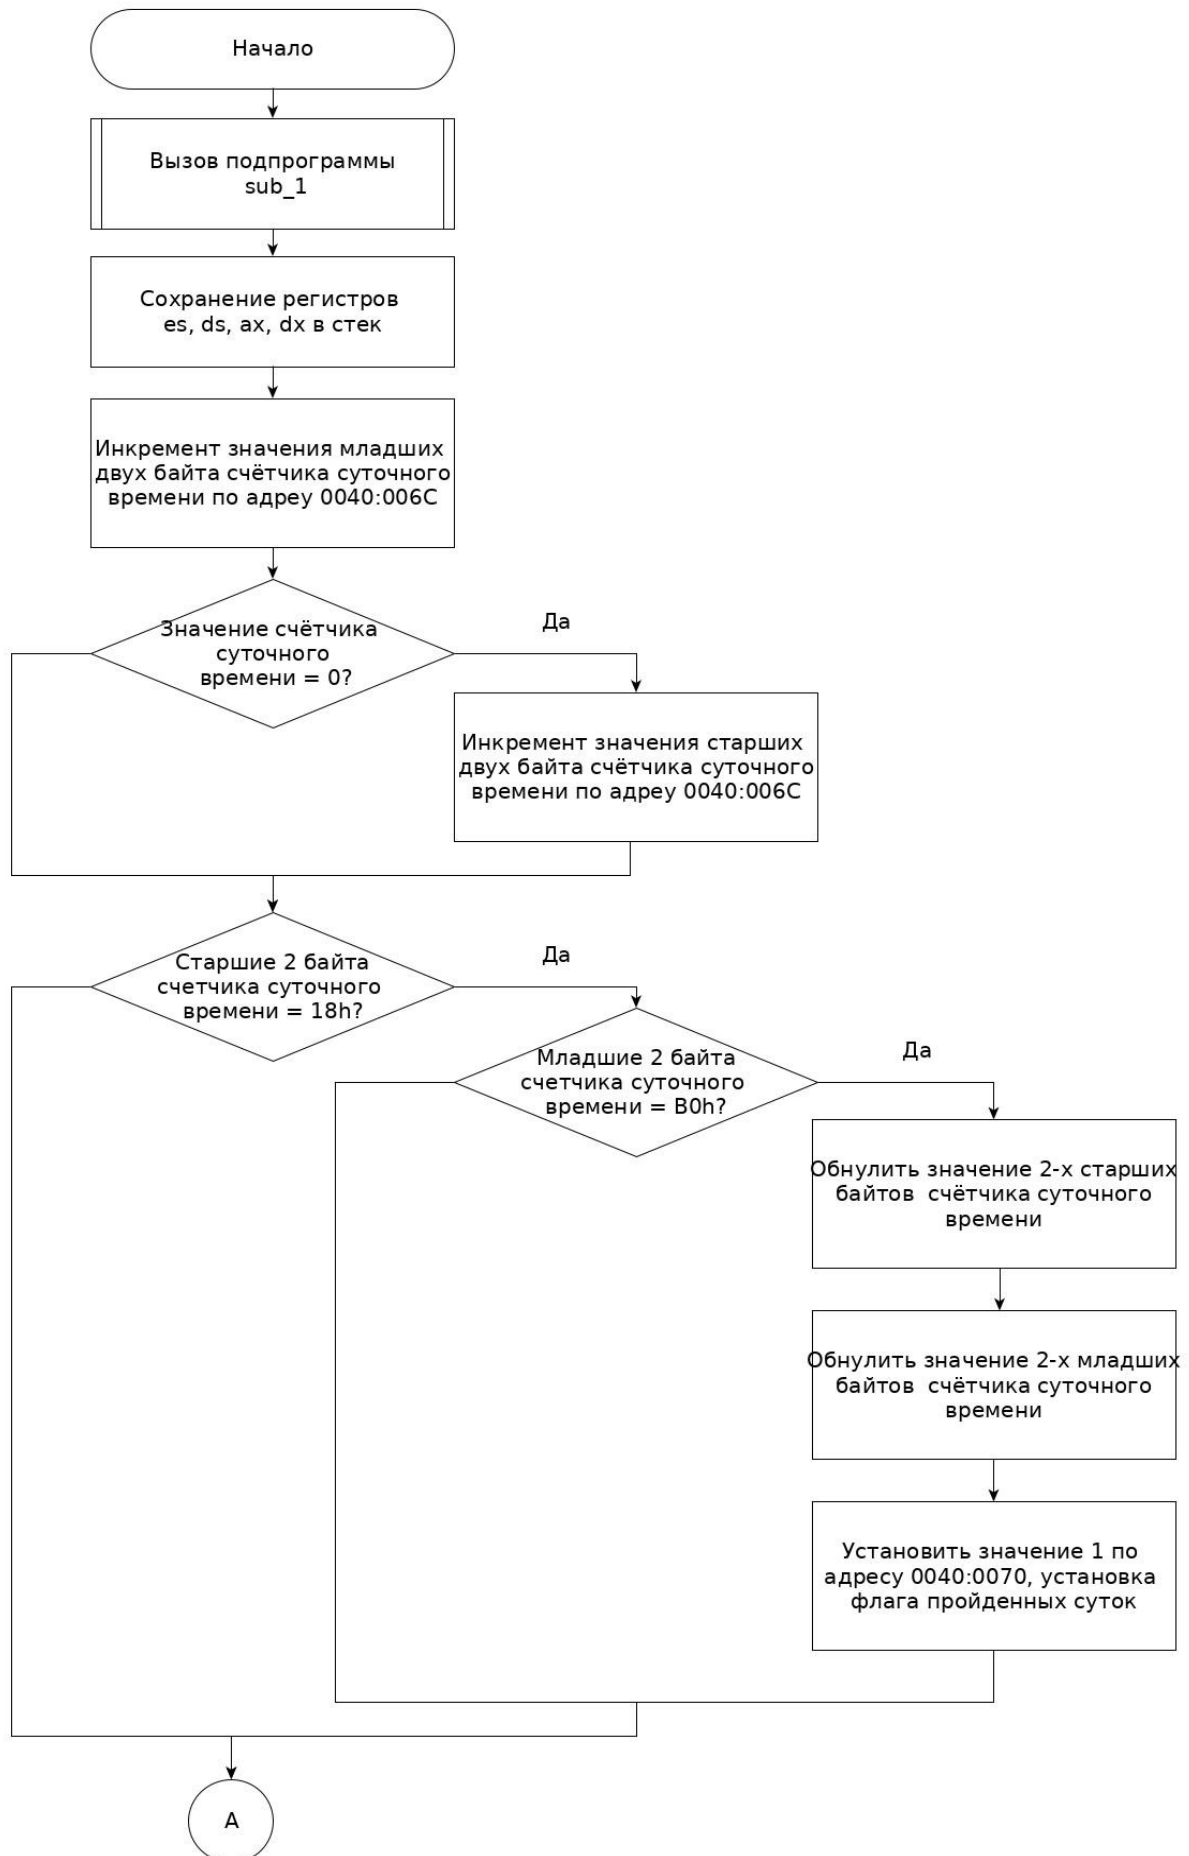 Начало
Вызов подпрограммы
sub_1
Сохранение регистров
es, ds, ax, dx в стек
Инкремент значения младших
двух байта счётчика суточного
времени по адреу 0040:006C
Значение счётчика
суточного
времени = 0?
Да
Инкремент значения старших
двух байта счётчика суточного
времени по адреу 0040:006C
Старшие 2 байта
счетчика суточного
времени = 18h?
Да
Младшие 2 байта
счетчика суточного
времени = B0h?
Да
Обнулить значение 2-х старших
байтов счётчика суточного
времени
Обнулить значение 2-х младших
байтов счётчика суточного
времени
Установить значение 1 по
адресу 0040:0070, установка
флага пройденных суток
A